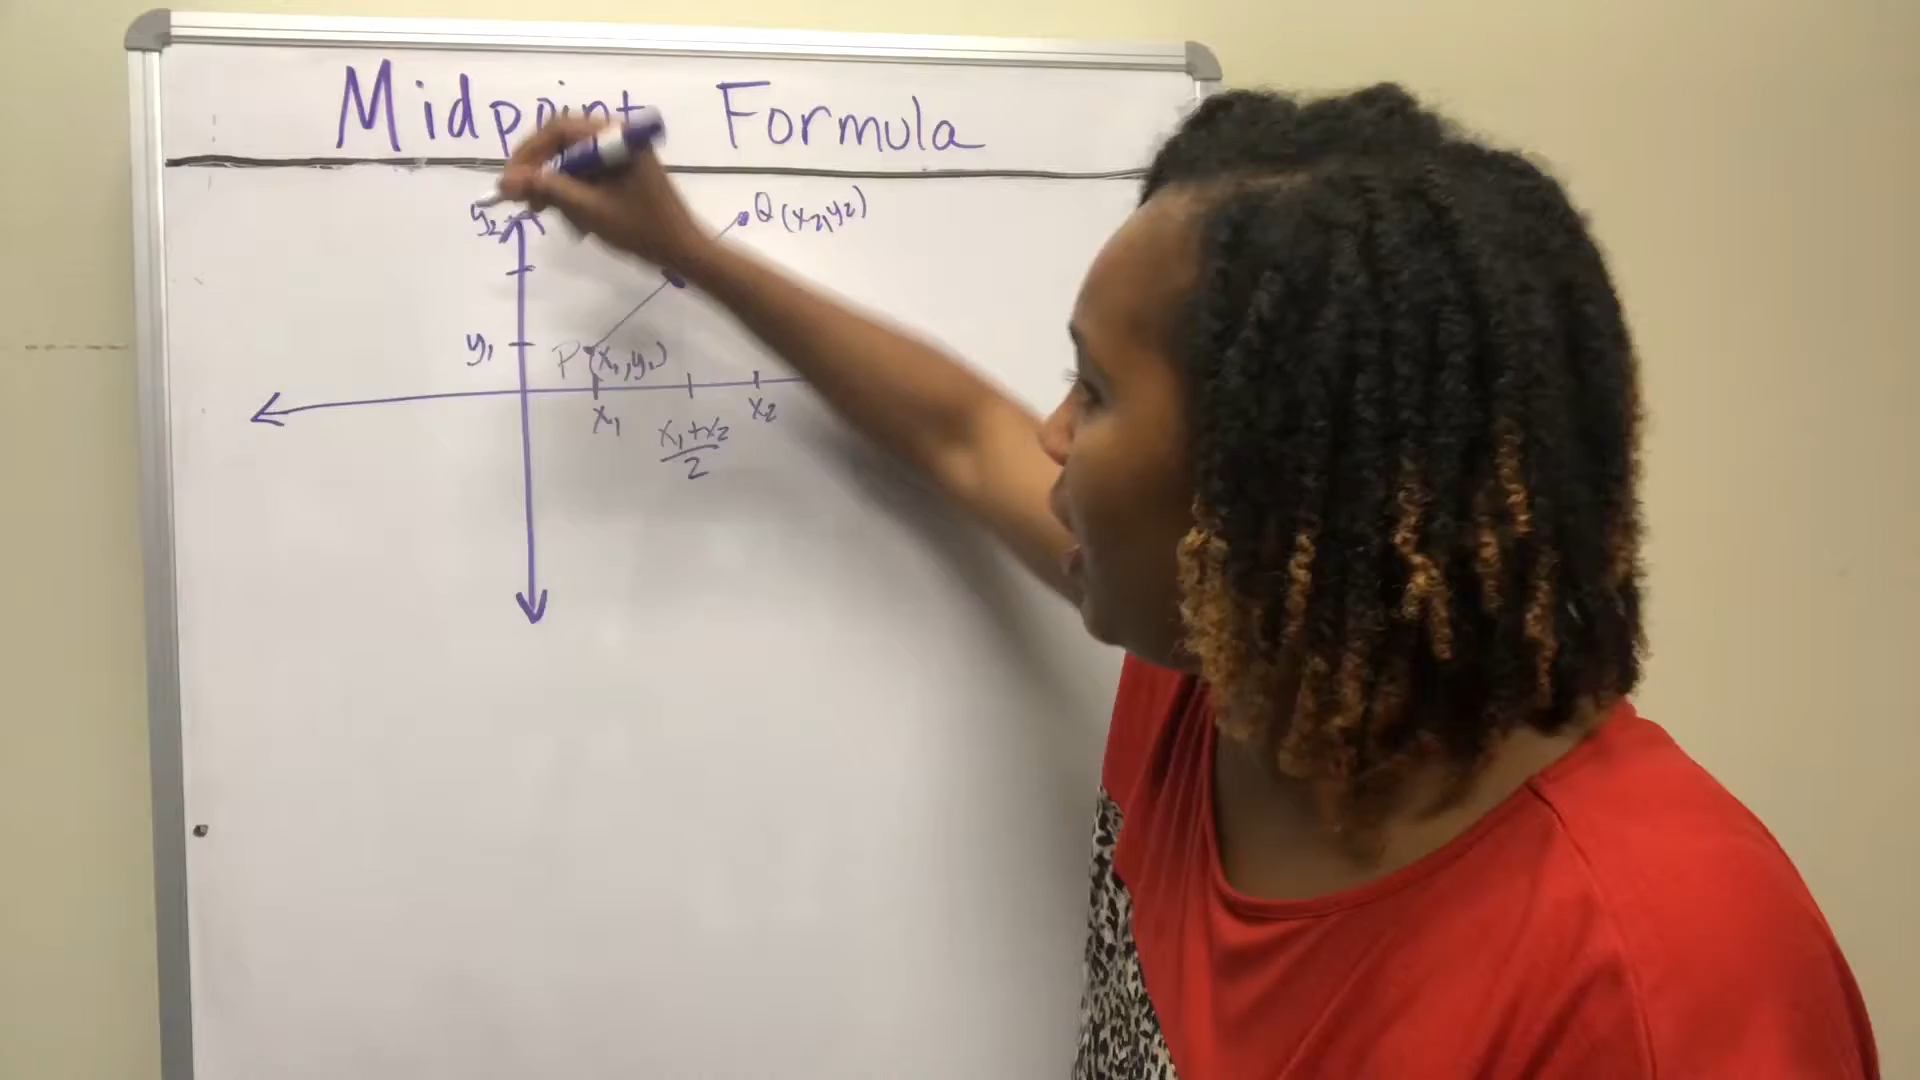 Midpoint Formula
y₂
Q (x₂, y₂)
y₁
P (x₁, y₁)
x₁
x₂
x₁+x₂
2